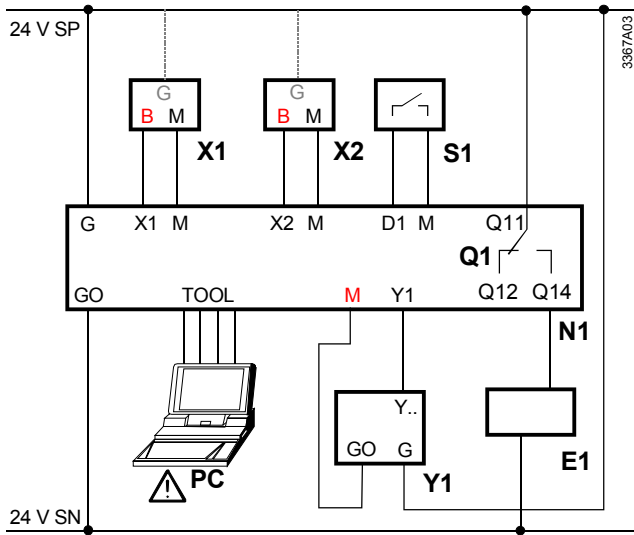 24 V SP
3367A03
G
G
B M
B M
X1
X2
S1
G
X1 M
X2 M
D1 M
Q11
Q1
GO
TOOL
M
Y1
Q12
Q14
N1
Y..
GO G
Y1
E1
! PC
24 V SN